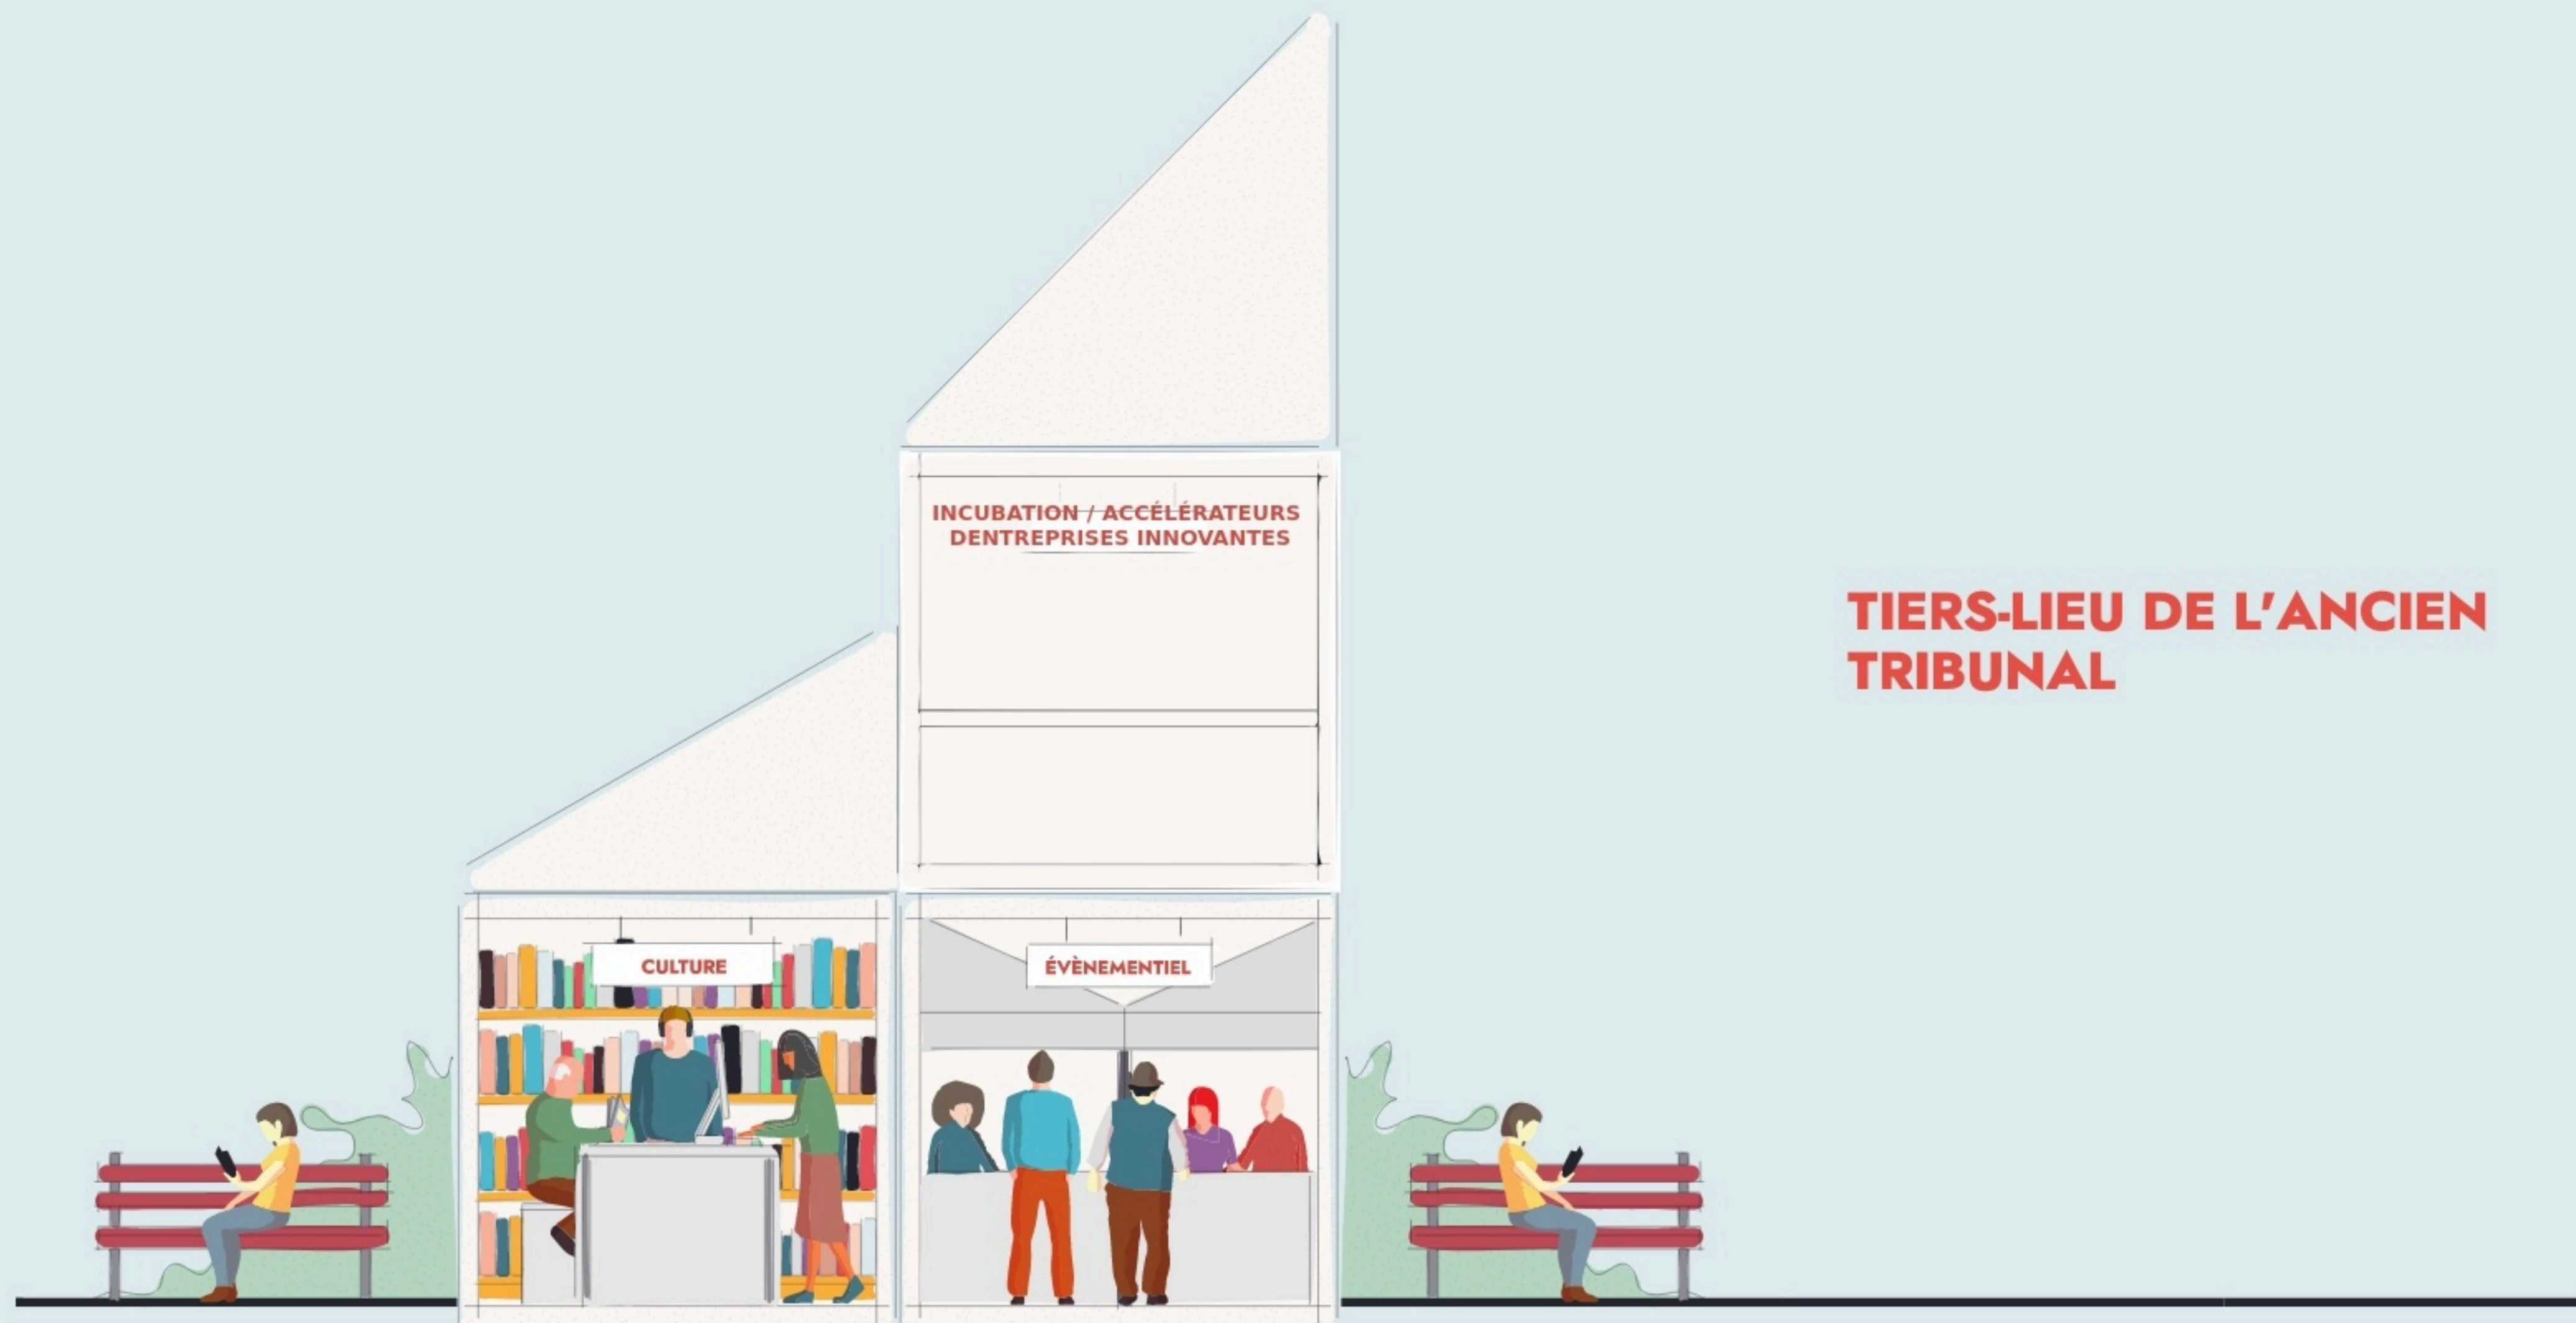 INCUBATION / ACCÉLÉRATEURS
DENTREPRISES INNOVANTES
TIERS-LIEU DE L'ANCIEN
TRIBUNAL
CULTURE
ÉVÈNEMENTIEL